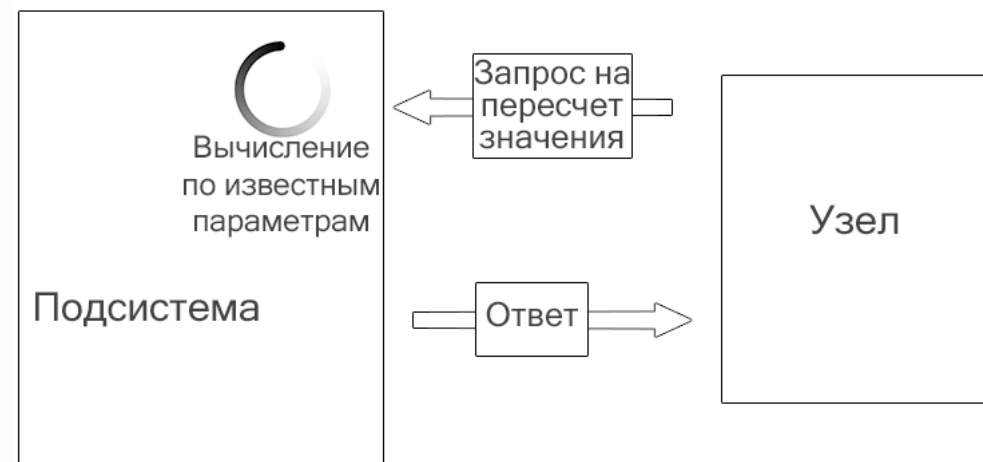 Запрос на
пересчет
значения
Вычисление
по известным
параметрам
Узел
Подсистема
Ответ